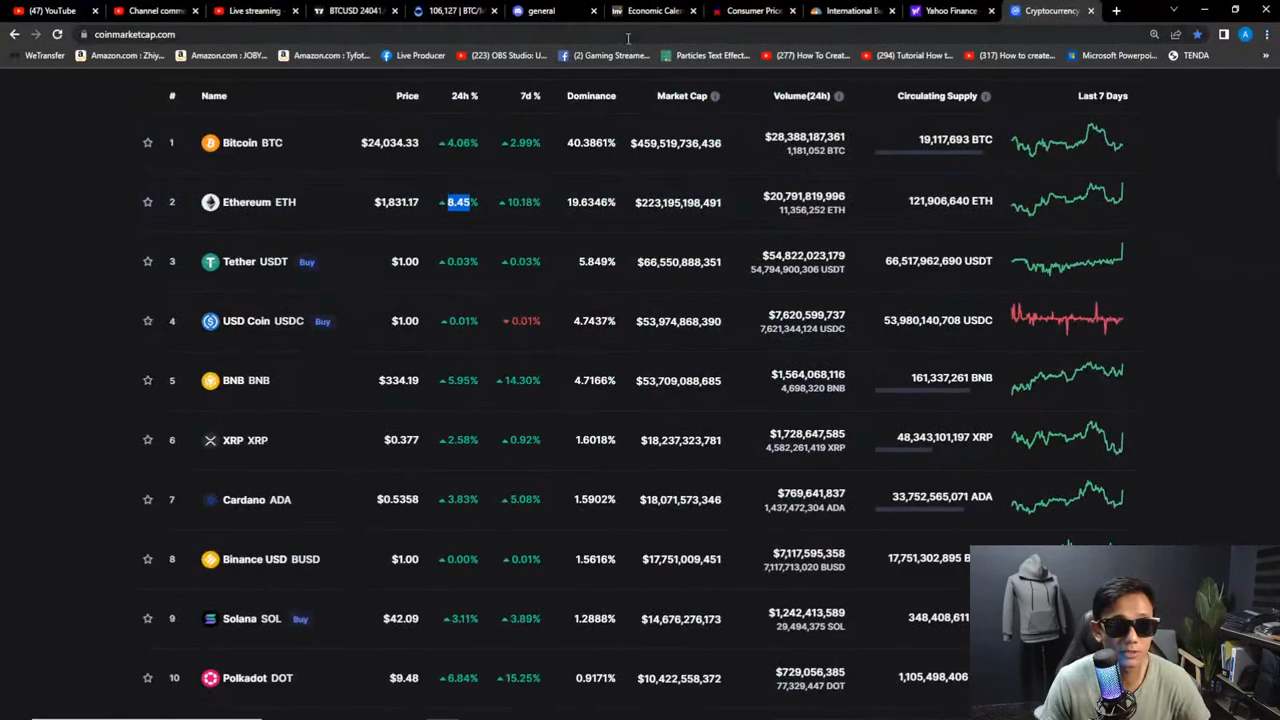 (47) YouTube
Channel comme
Live streaming -
BTCUSD 24041.
106,127 | BTC/M
general
Economic Calen
Consumer Price
International B
Yahoo Finance
Cryptocurrency
coinmarketcap.com
WeTransfer
Amazon.com : Zhiy...
Amazon.com : JOBY...
Amazon.com : Tyfot...
Live Producer
(223) OBS Studio: U...
(2) Gaming Streame...
Particles Text Effect...
(277) How To Creat...
(294) Tutorial How t...
(317) How to create...
Microsoft Powerpoi...
TENDA
# Name Price 24h % 7d % Dominance Market Cap Volume(24h) Circulating Supply Last 7 Days
1 Bitcoin BTC $24,034.33 4.06% 2.99% 40.3861% $459,519,736,436 $28,388,187,361 19,117,693 BTC
1,181,052 BTC
2 Ethereum ETH $1,831.17 8.45% 10.18% 19.6346% $223,195,198,491 $20,791,819,996 121,906,640 ETH
11,356,252 ETH
3 Tether USDT Buy $1.00 0.03% 0.03% 5.849% $66,550,888,351 $54,822,023,179 66,517,962,690 USDT
54,794,900,306 USDT
4 USD Coin USDC Buy $1.00 0.01% 0.01% 4.7437% $53,974,868,390 $7,620,599,737 53,980,140,708 USDC
7,621,344,124 USDC
5 BNB BNB $334.19 5.95% 14.30% 4.7166% $53,709,088,685 $1,564,068,116 161,337,261 BNB
4,698,320 BNB
6 XRP XRP $0.377 2.58% 0.92% 1.6018% $18,237,323,781 $1,728,647,585 48,343,101,197 XRP
4,582,261,419 XRP
7 Cardano ADA $0.5358 3.83% 5.08% 1.5902% $18,071,573,346 $769,641,837 33,752,565,071 ADA
1,437,472,304 ADA
8 Binance USD BUSD $1.00 0.00% 0.01% 1.5616% $17,751,009,451 $7,117,595,358 17,751,302,895 B
7,117,713,020 BUSD
9 Solana SOL Buy $42.09 3.11% 3.89% 1.2888% $14,676,276,173 $1,242,413,589 348,408,611
29,494,375 SOL
10 Polkadot DOT $9.48 6.84% 15.25% 0.9171% $10,422,558,372 $729,056,385 1,105,498,406
77,329,447 DOT